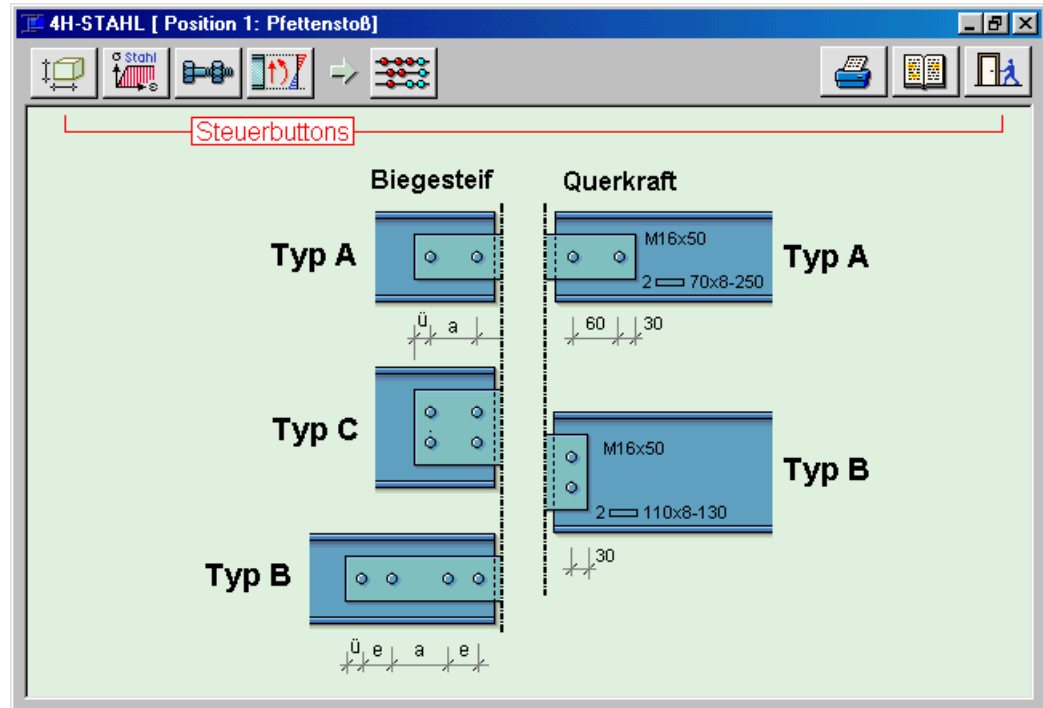 4H-STAHL [ Position 1: Pfettenstoß]
σ Stahl
ε
Steuerbuttons
Biegesteif
Querkraft
Typ A
M16x50
2 70x8-250
Typ A
ü a
60 30
Typ C
M16x50
2 110x8-130
Typ B
30
Typ B
ü e a e